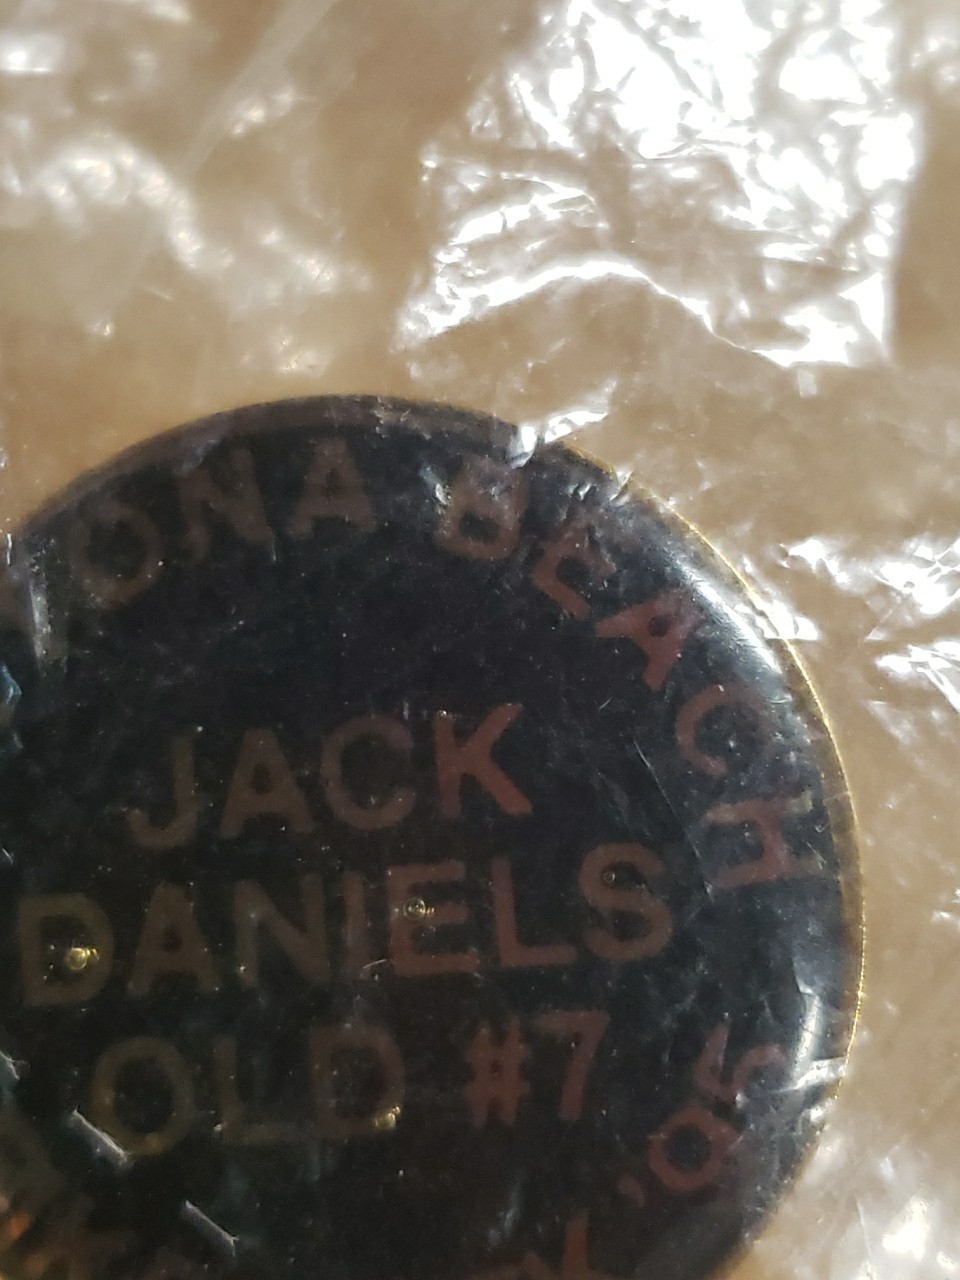 ONA BEACH
JACK
DANIELS
OLD #7